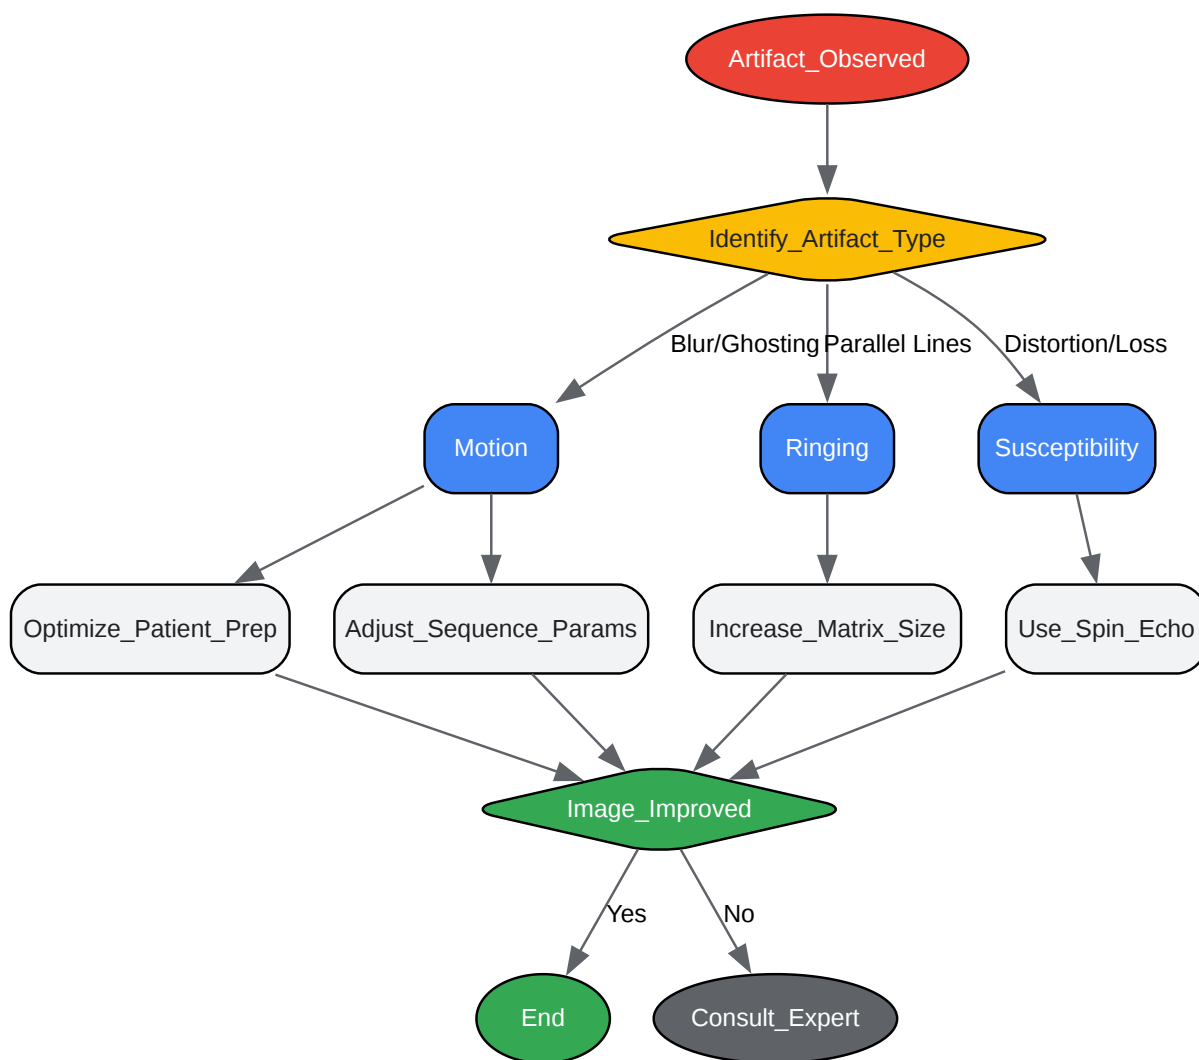 Artifact_Observed
Identify_Artifact_Type
Blur/Ghosting
Parallel Lines
Distortion/Loss
Motion
Ringing
Susceptibility
Optimize_Patient_Prep
Adjust_Sequence_Params
Increase_Matrix_Size
Use_Spin_Echo
Image_Improved
Yes
No
End
Consult_Expert